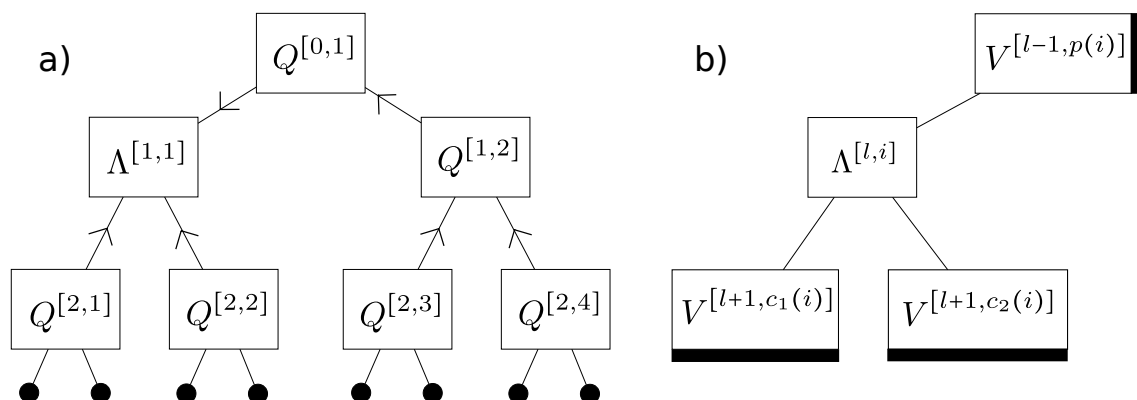 a)
Q^{[0,1]}
Λ^{[1,1]}
Q^{[1,2]}
Q^{[2,1]}
Q^{[2,2]}
Q^{[2,3]}
Q^{[2,4]}
b)
V^{[l−1,p(i)]}
Λ^{[l,i]}
V^{[l+1,c_1(i)]}
V^{[l+1,c_2(i)]}